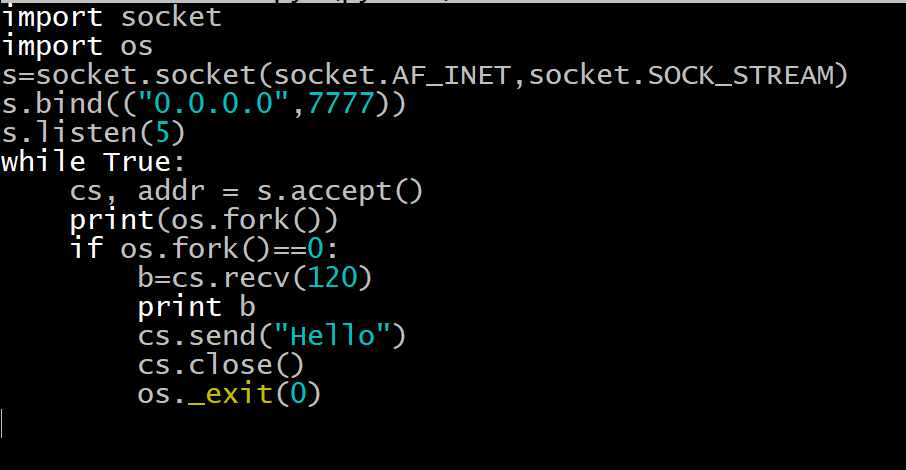 import socket
import os
s=socket.socket(socket.AF_INET,socket.SOCK_STREAM)
s.bind(("0.0.0.0",7777))
s.listen(5)
while True:
    cs, addr = s.accept()
    print(os.fork())
    if os.fork()==0:
        b=cs.recv(120)
        print b
        cs.send("Hello")
        cs.close()
        os._exit(0)